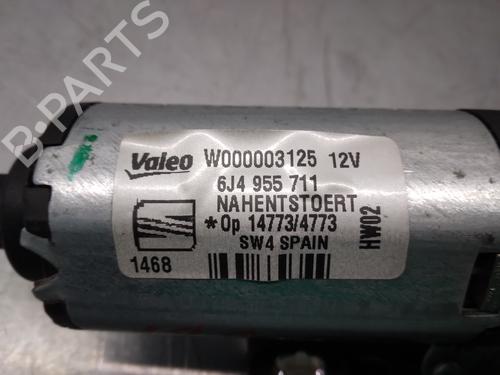 Valeo W000003125 12V
6J4 955 711
NAHENTSTOERT
*Op 14773/4773
SW4 SPAIN
1468
HW02
B-PARTS